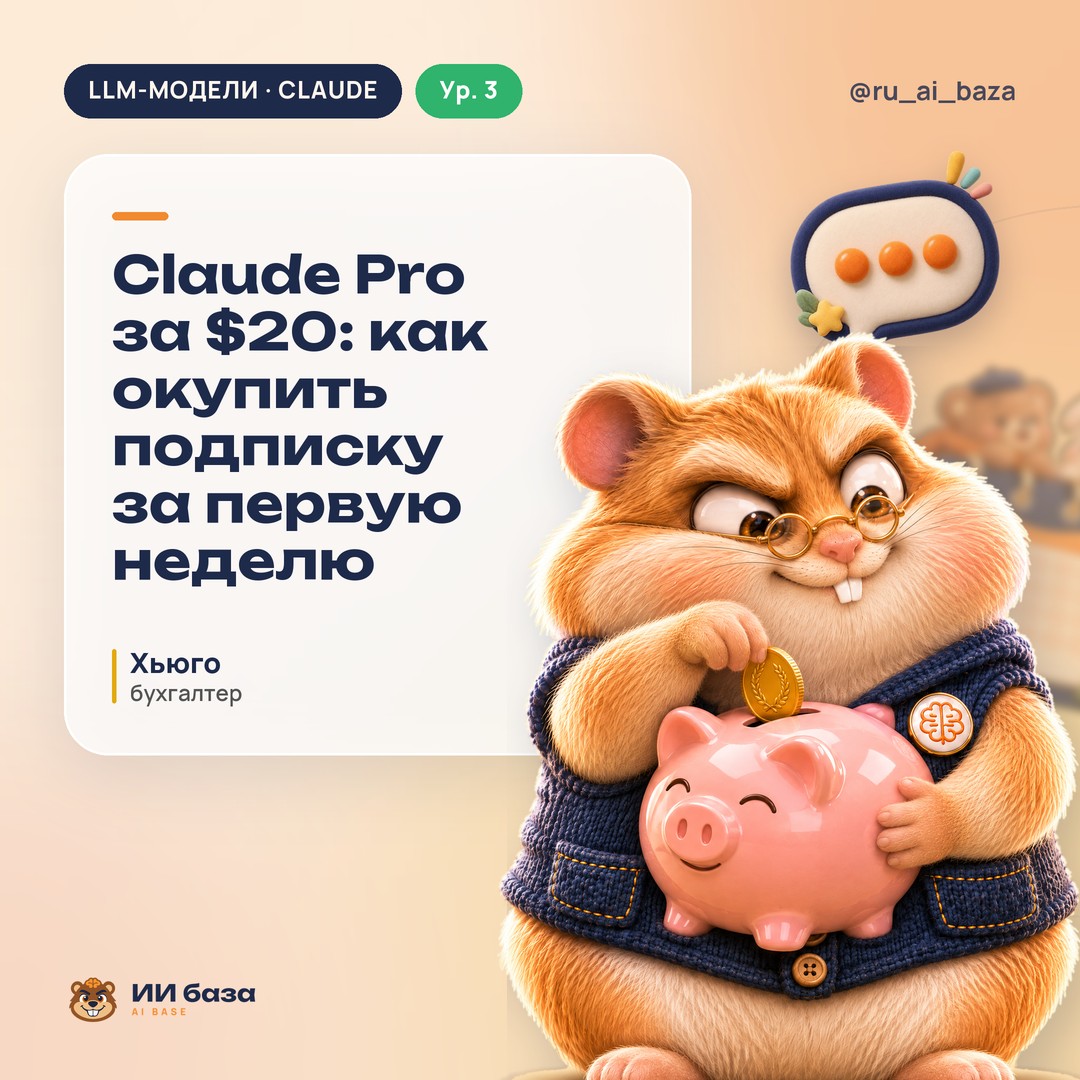 LLM-МОДЕЛИ · CLAUDE
Ур. 3
@ru_ai_baza
Claude Pro
за $20: как
окупить
подписку
за первую
неделю
Хьюго
бухгалтер
ИИ база
AI BASE